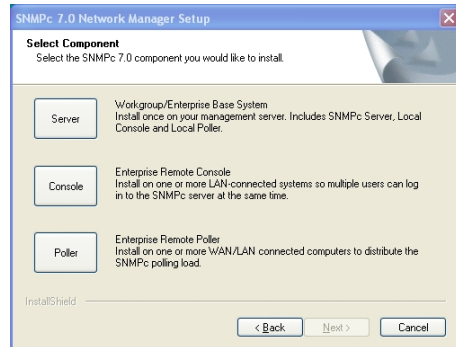 SNMPc 7.0 Network Manager Setup
Select Component
Select the SNMPc 7.0 component you would like to install.
Server
Workgroup/Enterprise Base System
Install once on your management server. Includes SNMPc Server, Local
Console and Local Poller.
Console
Enterprise Remote Console
Install on one or more LAN-connected systems so multiple users can log
in to the SNMPc server at the same time.
Poller
Enterprise Remote Poller
Install on one or more WAN/LAN connected computers to distribute the
SNMPc polling load.
InstallShield
< Back
Next >
Cancel